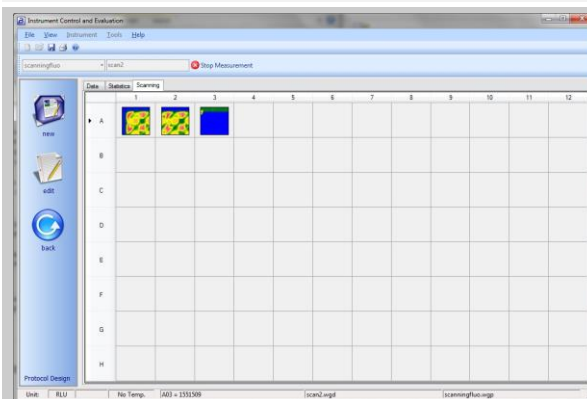 Instrument Control and Evaluation
File View Instrument Tools Help
scanningfluo scan2 Stop Measurement
Data Statistics Scanning
1 2 3 4 5 6 7 8 9 10 11 12
A
new
B
edit
C
D
back
E
F
G
H
Protocol Design
Unit: RLU No Temp. A03 = 1551509 scan2.wgd scanningfluo.wgp